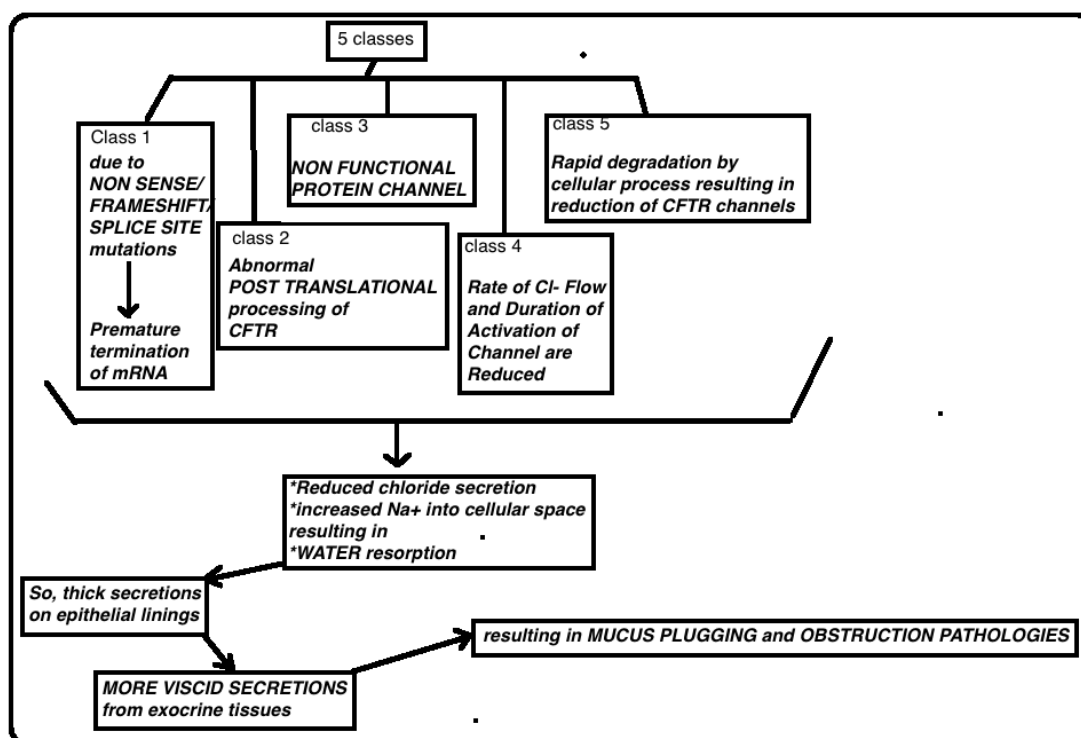 5 classes
Class 1
due to
NON SENSE/
FRAMESHIFT/
SPLICE SITE
mutations
Premature
termination
of mRNA
class 2
Abnormal
POST TRANSLATIONAL
processing of
CFTR
class 3
NON FUNCTIONAL
PROTEIN CHANNEL
class 4
Rate of Cl- Flow
and Duration of
Activation of
Channel are
Reduced
class 5
Rapid degradation by
cellular process resulting in
reduction of CFTR channels
*Reduced chloride secretion
*increased Na+ into cellular space
resulting in
*WATER resorption
So, thick secretions
on epithelial linings
MORE VISCID SECRETIONS
from exocrine tissues
resulting in MUCUS PLUGGING and OBSTRUCTION PATHOLOGIES